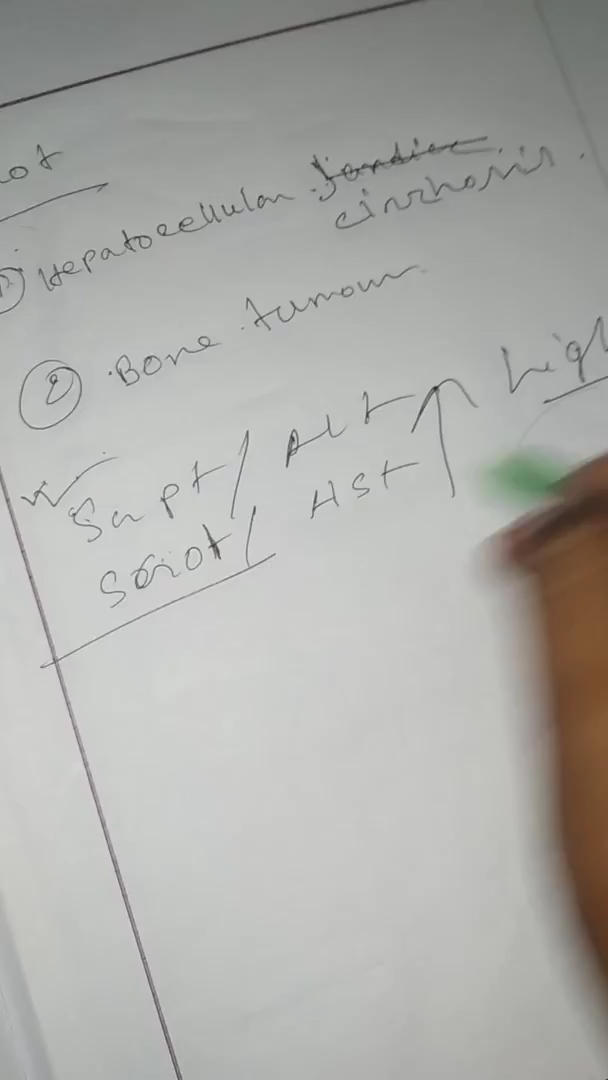 ot
① Hepatocellular
cirrhosis.
② Bone tumour
Sgpt / ALT ↑ high
SGot / AST